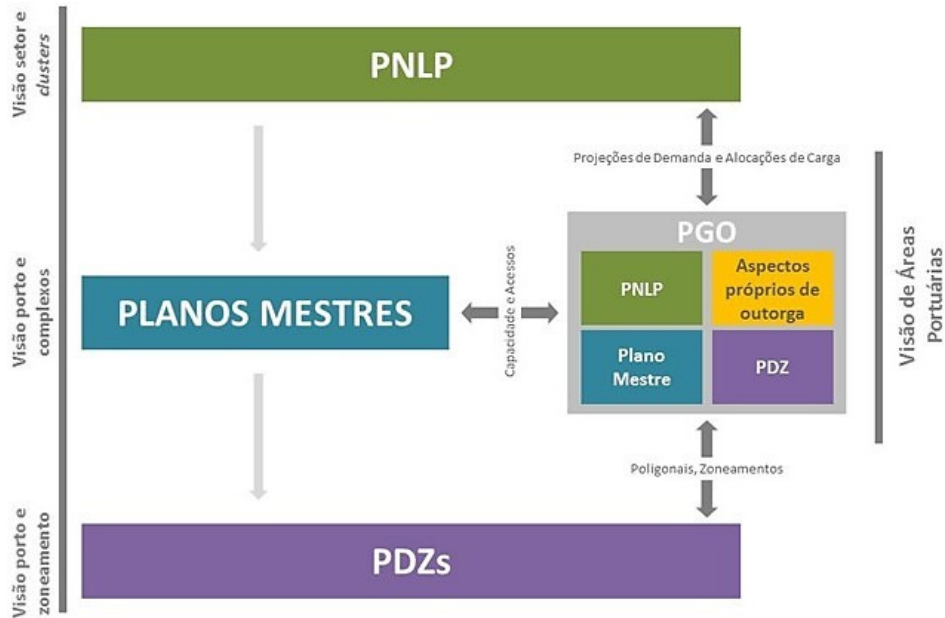 Visão setor e
clusters
PNLP
Projeções de Demanda e Alocações de Carga
Visão porto e
complexos
PLANOS MESTRES
Capacidade e Acessos
PGO
PNLP
Aspectos
próprios de
outorga
Plano
Mestre
PDZ
Visão de Áreas
Portuárias
Poligonais, Zoneamentos
Visão porto e
zoneamento
PDZs